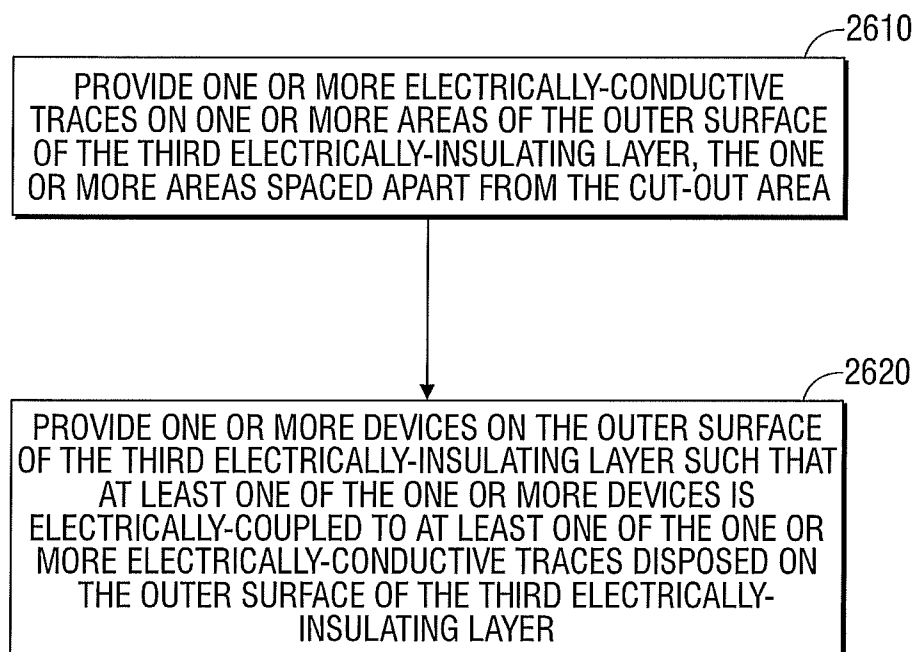 2610
PROVIDE ONE OR MORE ELECTRICALLY-CONDUCTIVE
TRACES ON ONE OR MORE AREAS OF THE OUTER SURFACE
OF THE THIRD ELECTRICALLY-INSULATING LAYER, THE ONE
OR MORE AREAS SPACED APART FROM THE CUT-OUT AREA
2620
PROVIDE ONE OR MORE DEVICES ON THE OUTER SURFACE
OF THE THIRD ELECTRICALLY-INSULATING LAYER SUCH THAT
AT LEAST ONE OF THE ONE OR MORE DEVICES IS
ELECTRICALLY-COUPLED TO AT LEAST ONE OF THE ONE OR
MORE ELECTRICALLY-CONDUCTIVE TRACES DISPOSED ON
THE OUTER SURFACE OF THE THIRD ELECTRICALLY-
INSULATING LAYER